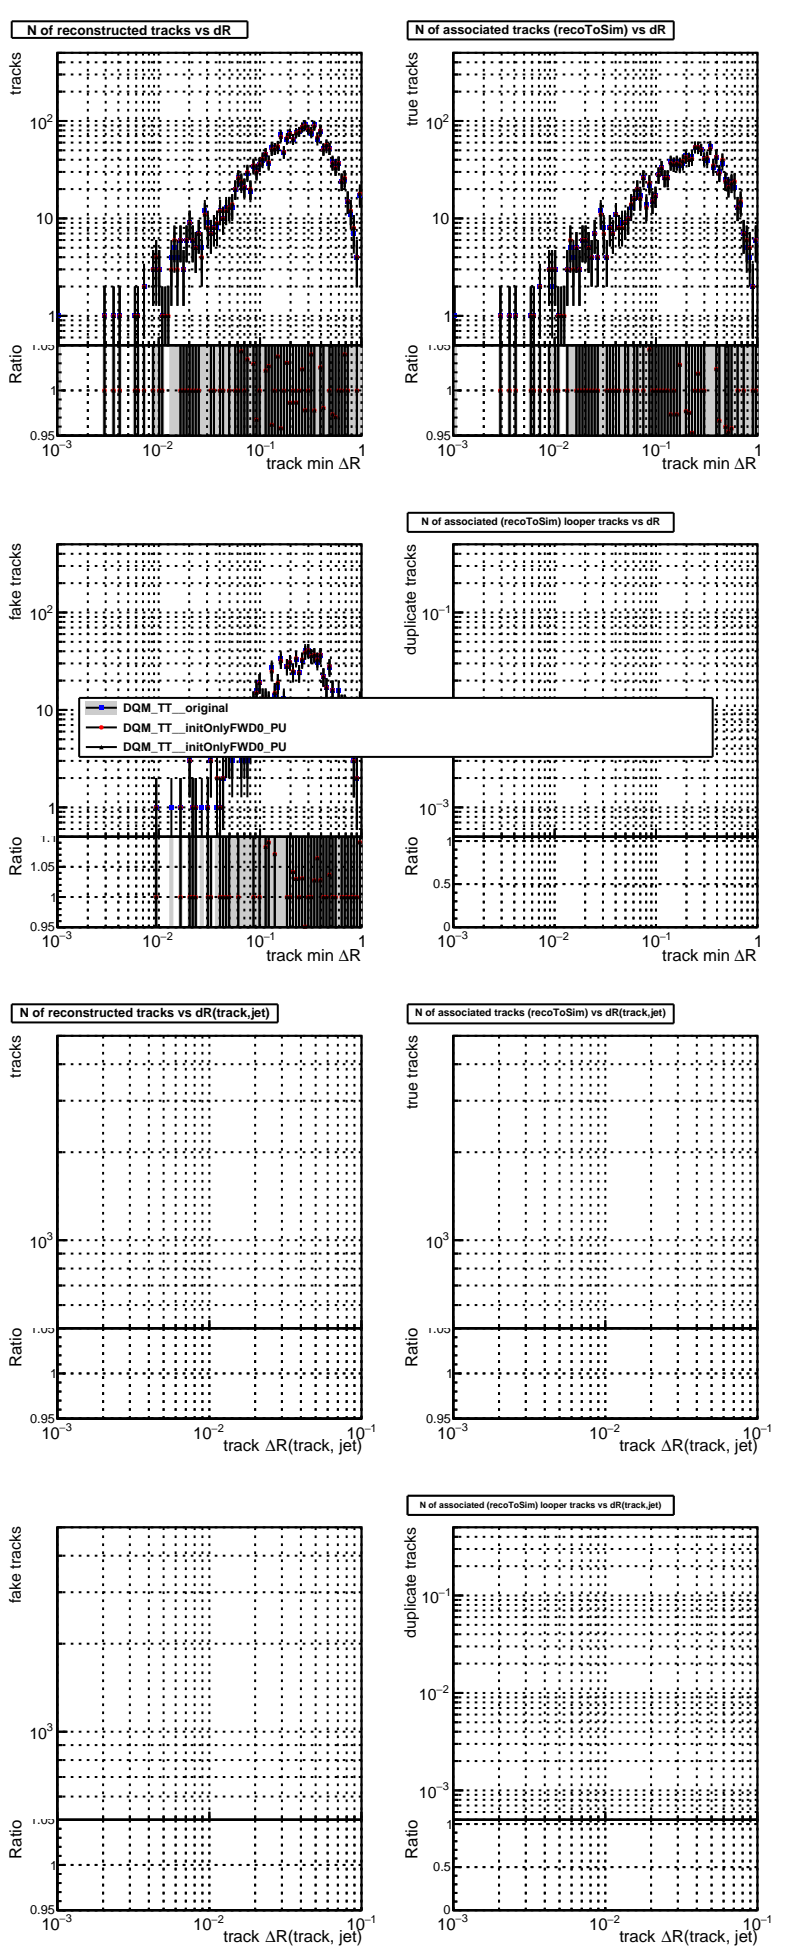 N of reconstructed tracks vs dR
tracks
10²
10
1
Ratio
1.05
1
0.95
10⁻³
10⁻²
10⁻¹
1
track min ΔR
N of associated tracks (recoToSim) vs dR
true tracks
10²
10
1
Ratio
1.05
1
0.95
10⁻³
10⁻²
10⁻¹
1
track min ΔR
fake tracks
10²
10
1
Ratio
1.1
1.05
1
0.95
10⁻³
10⁻²
10⁻¹
1
track min ΔR
N of associated (recoToSim) looper tracks vs dR
duplicate tracks
10⁻¹
10⁻³
Ratio
1
0.5
0
10⁻³
10⁻²
10⁻¹
1
track min ΔR
DQM_TT__original
DQM_TT__initOnlyFWD0_PU
DQM_TT__initOnlyFWD0_PU
N of reconstructed tracks vs dR(track,jet)
tracks
10³
Ratio
1.05
1
0.95
10⁻³
10⁻²
10⁻¹
track ΔR(track, jet)
N of associated tracks (recoToSim) vs dR(track,jet)
true tracks
10³
Ratio
1.05
1
0.95
10⁻³
10⁻²
10⁻¹
track ΔR(track, jet)
fake tracks
10³
Ratio
1.05
1
0.95
10⁻³
10⁻²
10⁻¹
track ΔR(track, jet)
N of associated (recoToSim) looper tracks vs dR(track,jet)
duplicate tracks
10⁻¹
10⁻²
10⁻³
Ratio
1
0.5
0
10⁻³
10⁻²
10⁻¹
track ΔR(track, jet)